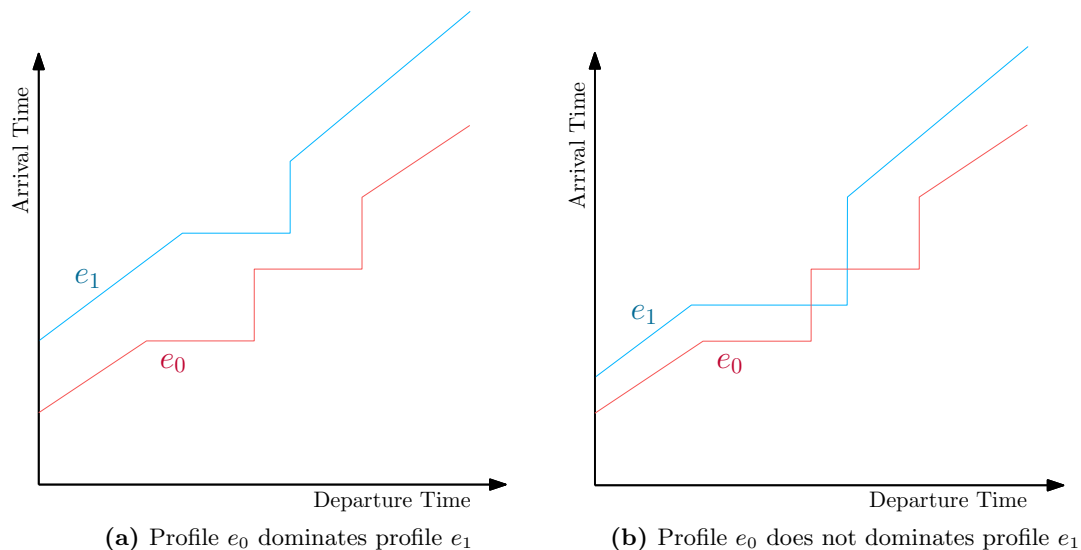 Arrival Time
e₁
e₀
Departure Time
(a) Profile e₀ dominates profile e₁
Arrival Time
e₁
e₀
Departure Time
(b) Profile e₀ does not dominates profile e₁